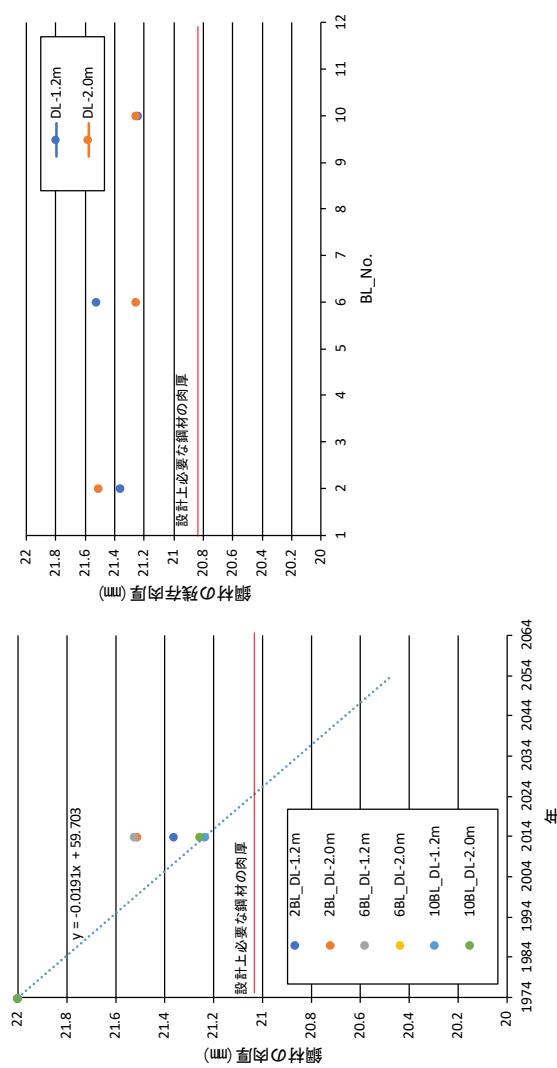 鋼材の肉厚 (㎜)
22
21.8
21.6
21.4
21.2
21
20.8
20.6
20.4
20.2
20
y = -0.0191x + 59.703
設計上必要な鋼材の肉厚
2BL_DL-1.2m
2BL_DL-2.0m
6BL_DL-1.2m
6BL_DL-2.0m
10BL_DL-1.2m
10BL_DL-2.0m
1974 1984 1994 2004 2014 2024 2034 2044 2054 2064
年
鋼材の残存肉厚 (㎜)
22
21.8
21.6
21.4
21.2
21
20.8
20.6
20.4
20.2
20
DL-1.2m
DL-2.0m
設計上必要な鋼材の肉厚
1 2 3 4 5 6 7 8 9 10 11 12
BL_No.